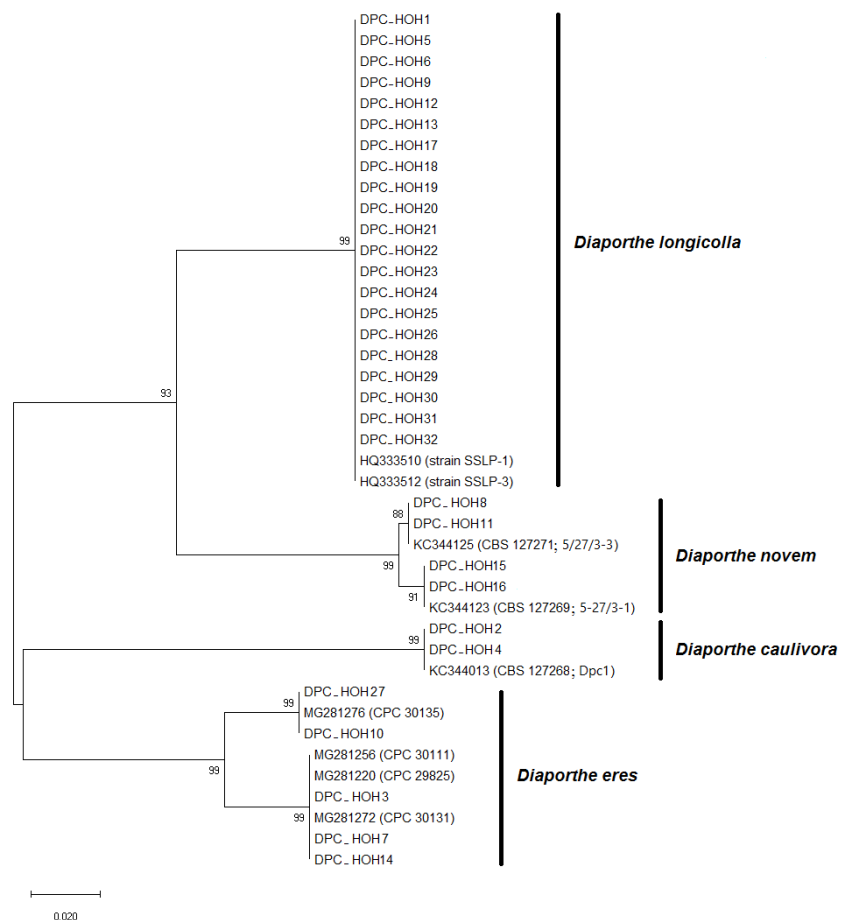 DPC_HOH1
DPC_HOH5
DPC_HOH6
DPC_HOH9
DPC_HOH12
DPC_HOH13
DPC_HOH17
DPC_HOH18
DPC_HOH19
DPC_HOH20
DPC_HOH21
99
DPC_HOH22
Diaporthe longicolla
DPC_HOH23
DPC_HOH24
DPC_HOH25
DPC_HOH26
DPC_HOH28
DPC_HOH29
93
DPC_HOH30
DPC_HOH31
DPC_HOH32
HQ333510 (strain SSLP-1)
HQ333512 (strain SSLP-3)
DPC_HOH8
88
DPC_HOH11
KC344125 (CBS 127271; 5/27/3-3)
Diaporthe novem
99
DPC_HOH15
DPC_HOH16
91
KC344123 (CBS 127269; 5-27/3-1)
DPC_HOH2
99
DPC_HOH4
Diaporthe caulivora
KC344013 (CBS 127268; Dpc1)
DPC_HOH27
99
MG281276 (CPC 30135)
DPC_HOH10
MG281256 (CPC 30111)
99
MG281220 (CPC 29825)
Diaporthe eres
DPC_HOH3
99
MG281272 (CPC 30131)
DPC_HOH7
DPC_HOH14
0.020